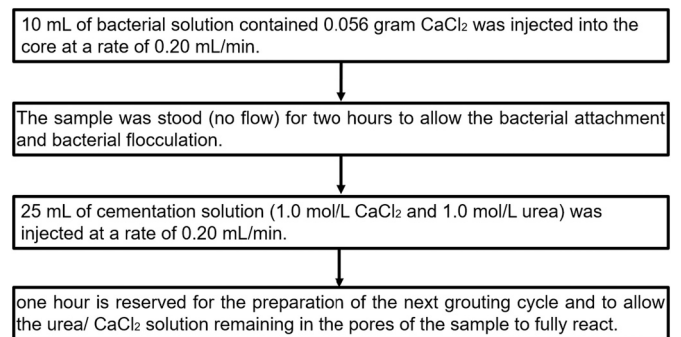 10 mL of bacterial solution contained 0.056 gram CaCl₂ was injected into the
core at a rate of 0.20 mL/min.
The sample was stood (no flow) for two hours to allow the bacterial attachment
and bacterial flocculation.
25 mL of cementation solution (1.0 mol/L CaCl₂ and 1.0 mol/L urea) was
injected at a rate of 0.20 mL/min.
one hour is reserved for the preparation of the next grouting cycle and to allow
the urea/ CaCl₂ solution remaining in the pores of the sample to fully react.